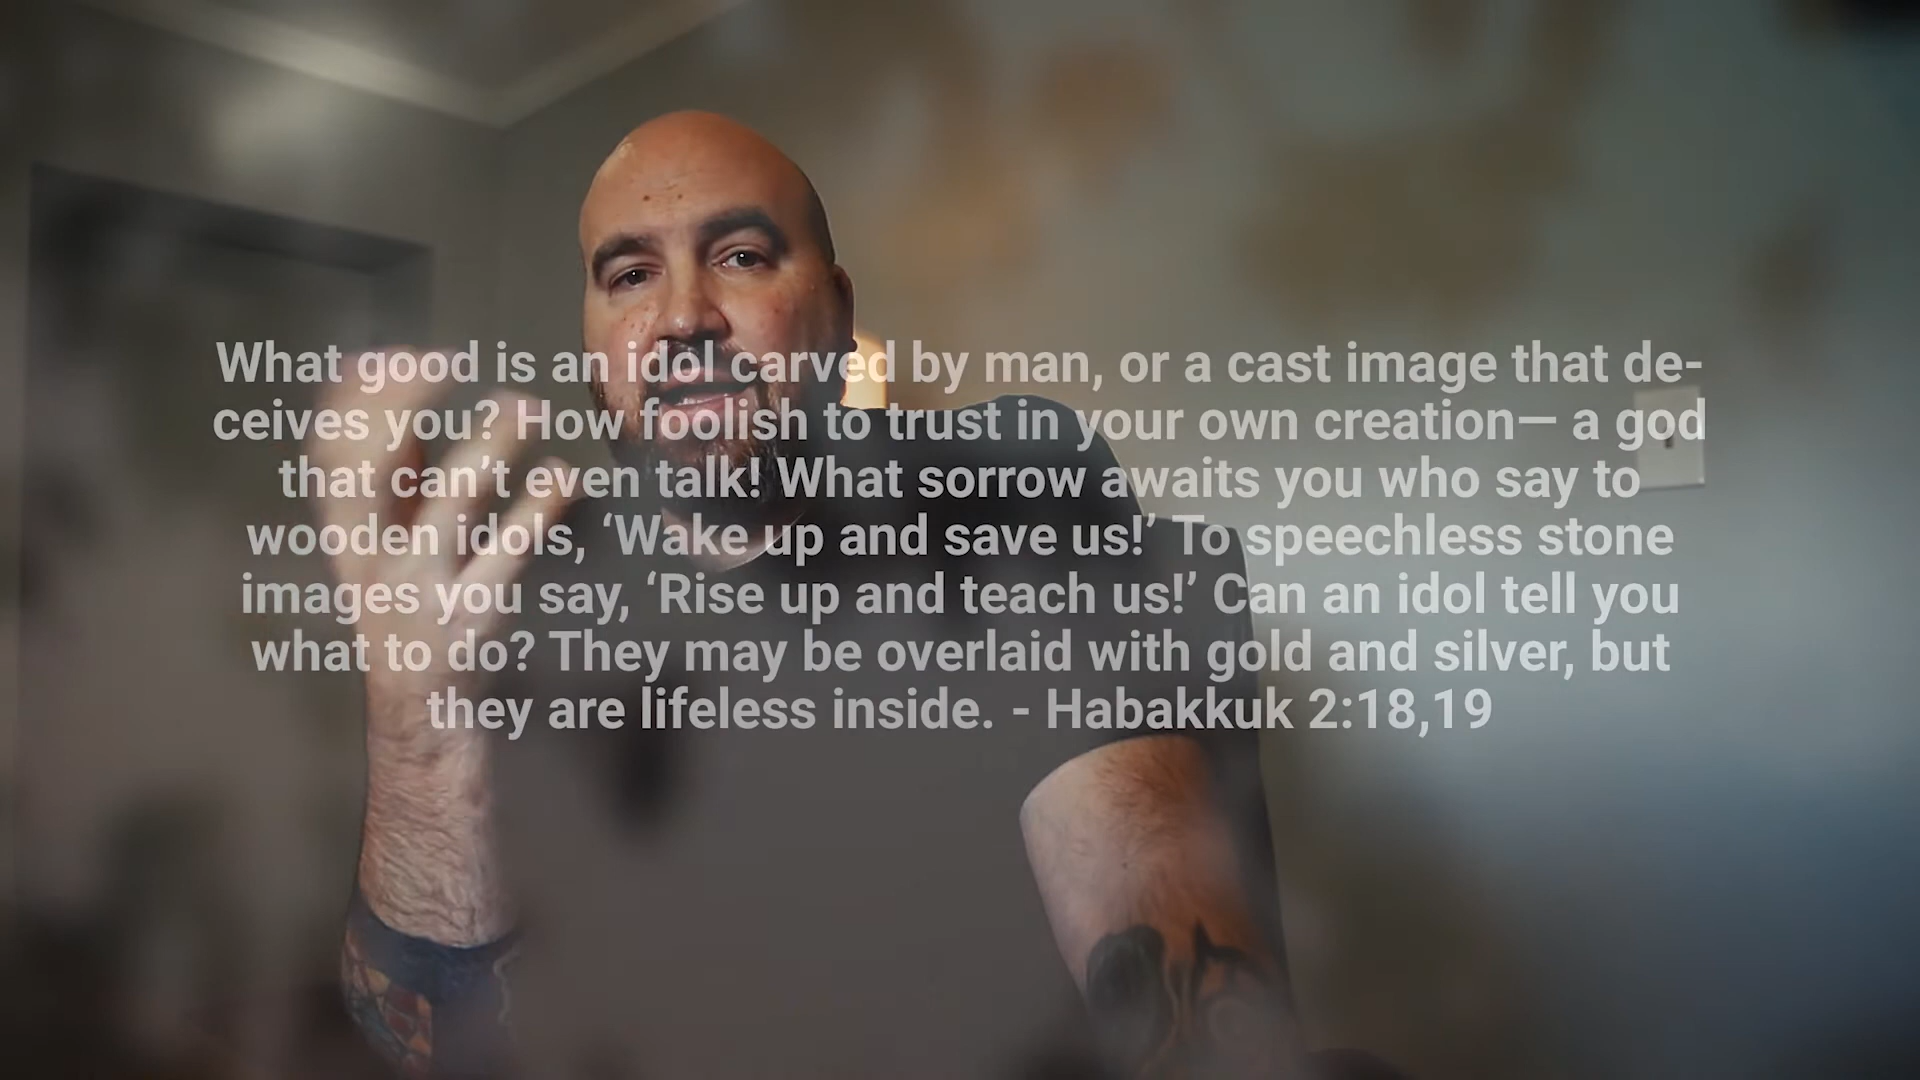 What good is an idol carved by man, or a cast image that de-
ceives you? How foolish to trust in your own creation— a god
that can’t even talk! What sorrow awaits you who say to
wooden idols, ‘Wake up and save us!’ To speechless stone
images you say, ‘Rise up and teach us!’ Can an idol tell you
what to do? They may be overlaid with gold and silver, but
they are lifeless inside. - Habakkuk 2:18,19